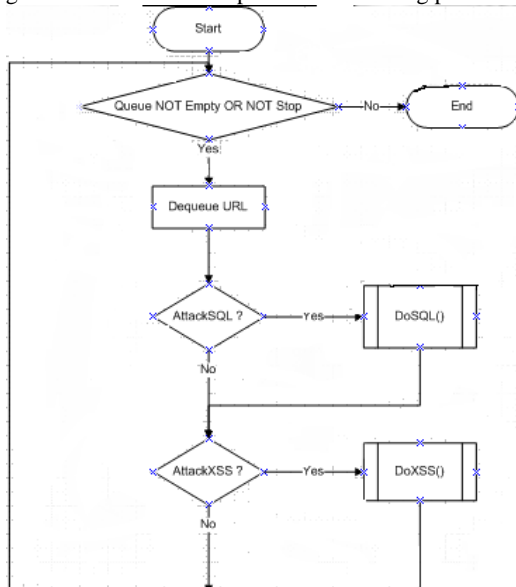 Start
Queue NOT Empty OR NOT Stop
No
End
Yes
Dequeue URL
AttackSQL ?
Yes
DoSQL()
No
AttackXSS ?
Yes
DoXSS()
No